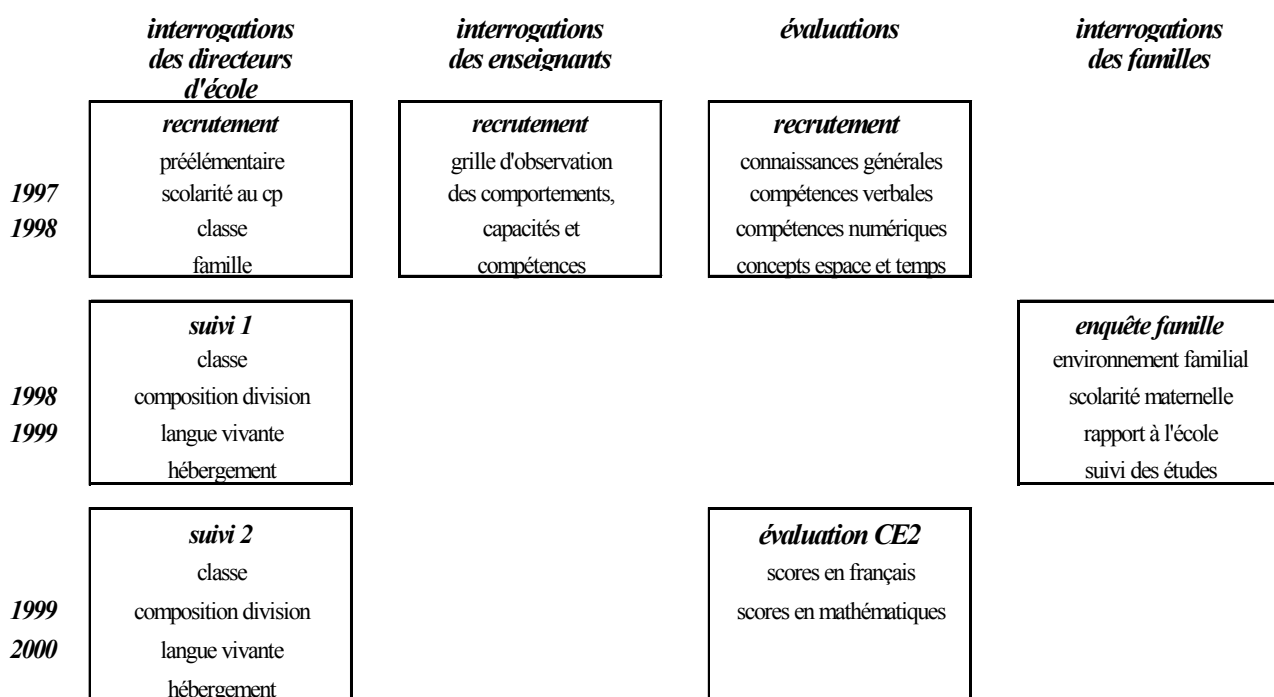 interrogations
des directeurs
d'école
interrogations
des enseignants
évaluations
interrogations
des familles
1997
1998
recrutement
préélémentaire
scolarité au cp
classe
famille
recrutement
grille d'observation
des comportements,
capacités et
compétences
recrutement
connaissances générales
compétences verbales
compétences numériques
concepts espace et temps
1998
1999
suivi 1
classe
composition division
langue vivante
hébergement
enquête famille
environnement familial
scolarité maternelle
rapport à l'école
suivi des études
1999
2000
suivi 2
classe
composition division
langue vivante
hébergement
évaluation CE2
scores en français
scores en mathématiques